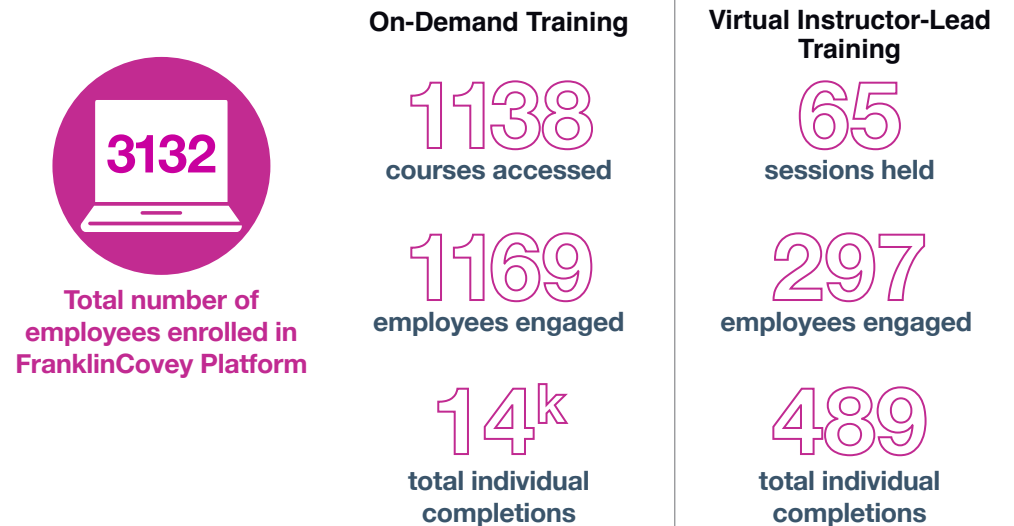 3132
Total number of
employees enrolled in
FranklinCovey Platform
On-Demand Training
1138
courses accessed
1169
employees engaged
14k
total individual
completions
Virtual Instructor-Lead
Training
65
sessions held
297
employees engaged
489
total individual
completions